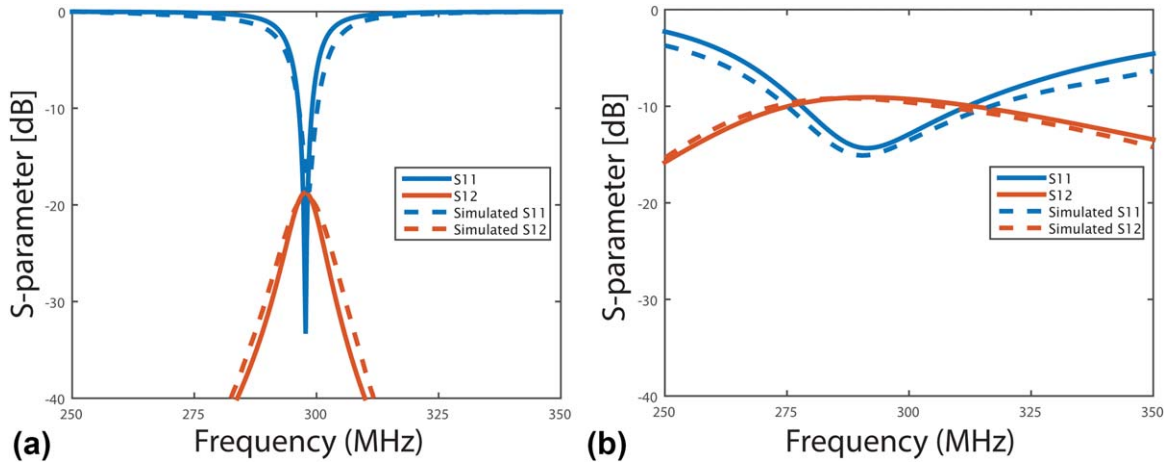 S-parameter [dB]
0
-10
-20
-30
-40
250
275
300
325
350
Frequency (MHz)
S11
S12
Simulated S11
Simulated S12
(a)
S-parameter [dB]
0
-10
-20
-30
-40
250
275
300
325
350
Frequency (MHz)
S11
S12
Simulated S11
Simulated S12
(b)